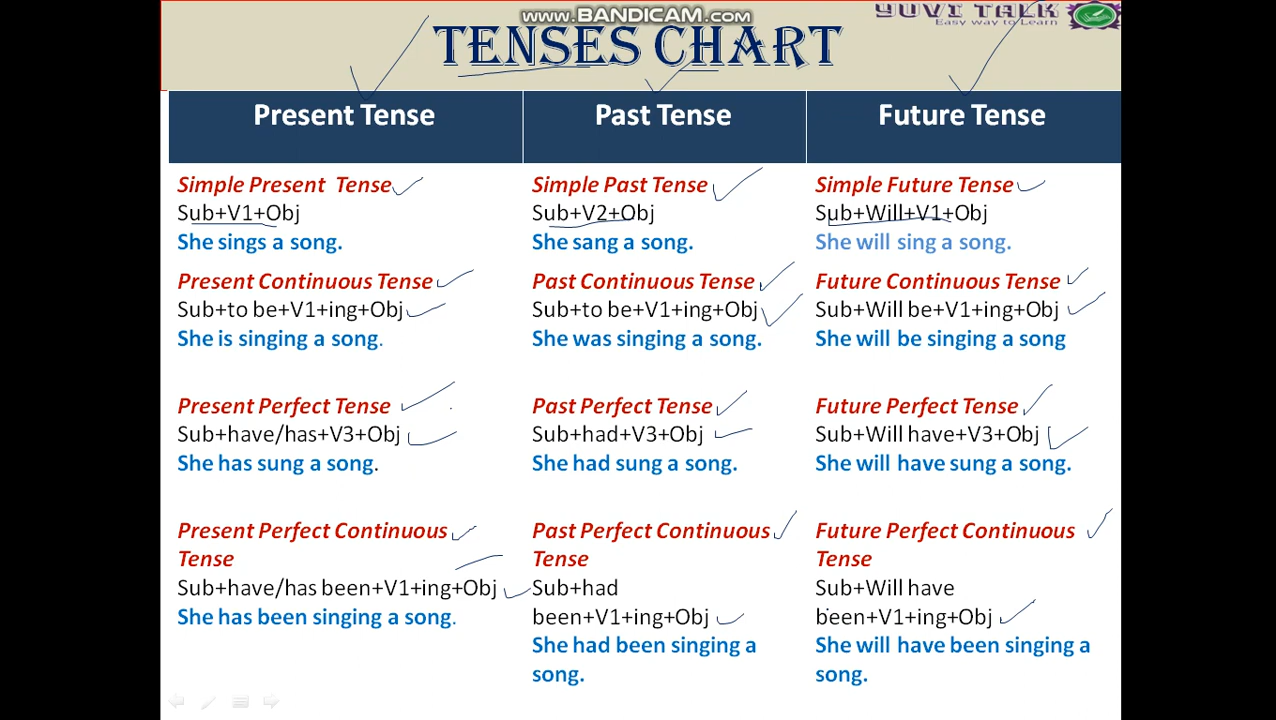 www.BANDICAM.com
YUVI TALK
Easy way to Learn
TENSES CHART
Present Tense
Past Tense
Future Tense
Simple Present Tense
Sub+V1+Obj
She sings a song.
Simple Past Tense
Sub+V2+Obj
She sang a song.
Simple Future Tense
Sub+Will+V1+Obj
She will sing a song.
Present Continuous Tense
Sub+to be+V1+ing+Obj
She is singing a song.
Past Continuous Tense
Sub+to be+V1+ing+Obj
She was singing a song.
Future Continuous Tense
Sub+Will be+V1+ing+Obj
She will be singing a song
Present Perfect Tense
Sub+have/has+V3+Obj
She has sung a song.
Past Perfect Tense
Sub+had+V3+Obj
She had sung a song.
Future Perfect Tense
Sub+Will have+V3+Obj
She will have sung a song.
Present Perfect Continuous
Tense
Sub+have/has been+V1+ing+Obj
She has been singing a song.
Past Perfect Continuous
Tense
Sub+had
been+V1+ing+Obj
She had been singing a
song.
Future Perfect Continuous
Tense
Sub+Will have
been+V1+ing+Obj
She will have been singing a
song.